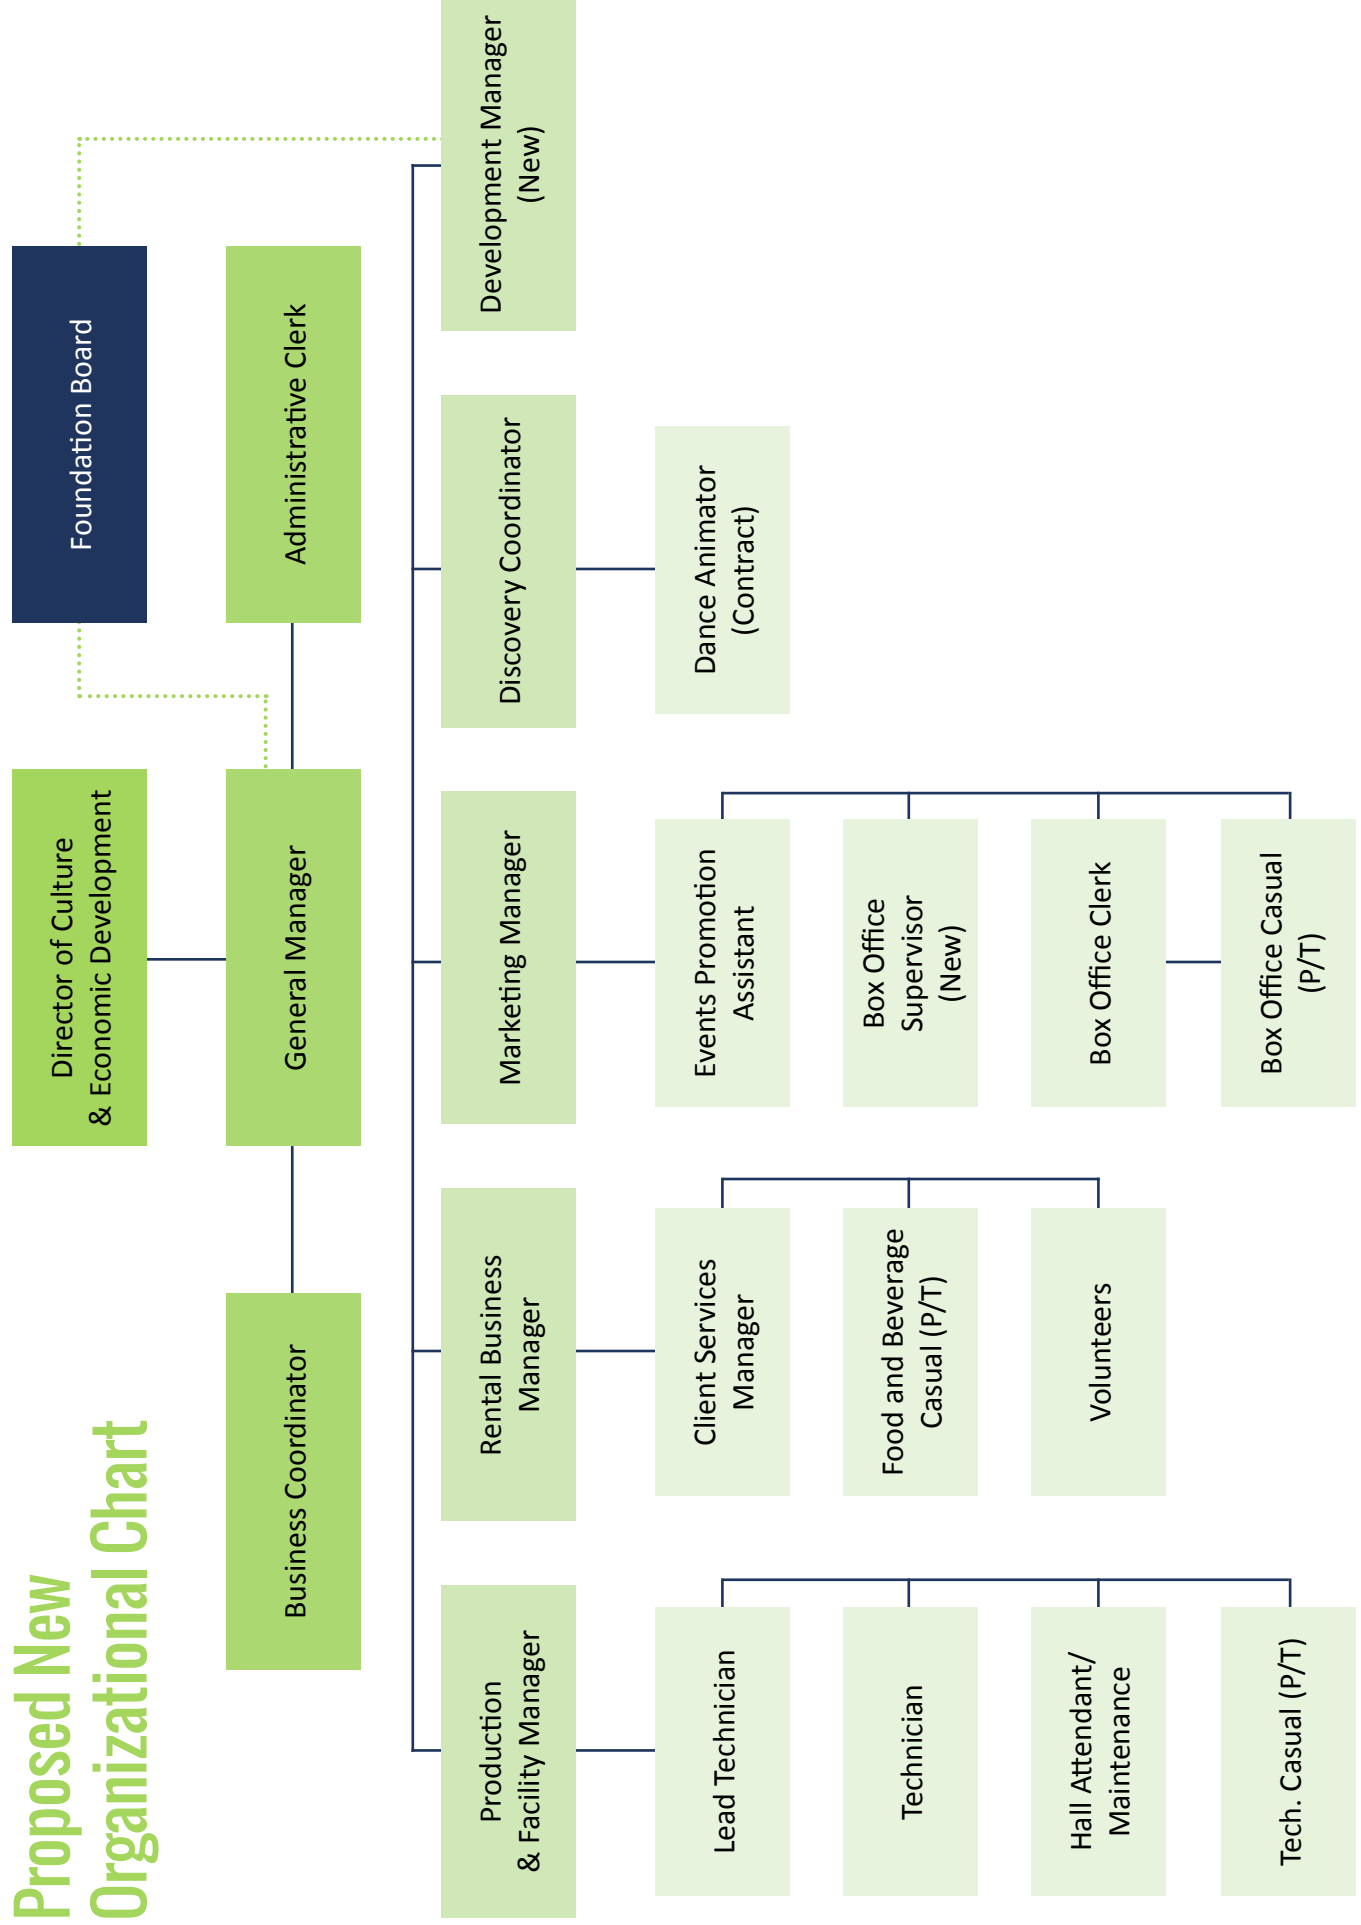 Proposed New
Organizational Chart
Director of Culture
& Economic Development
Foundation Board
Business Coordinator
General Manager
Administrative Clerk
Production
& Facility Manager
Rental Business
Manager
Marketing Manager
Discovery Coordinator
Development Manager
(New)
Lead Technician
Client Services
Manager
Events Promotion
Assistant
Dance Animator
(Contract)
Technician
Food and Beverage
Casual (P/T)
Box Office
Supervisor
(New)
Hall Attendant/
Maintenance
Volunteers
Box Office Clerk
Tech. Casual (P/T)
Box Office Casual
(P/T)